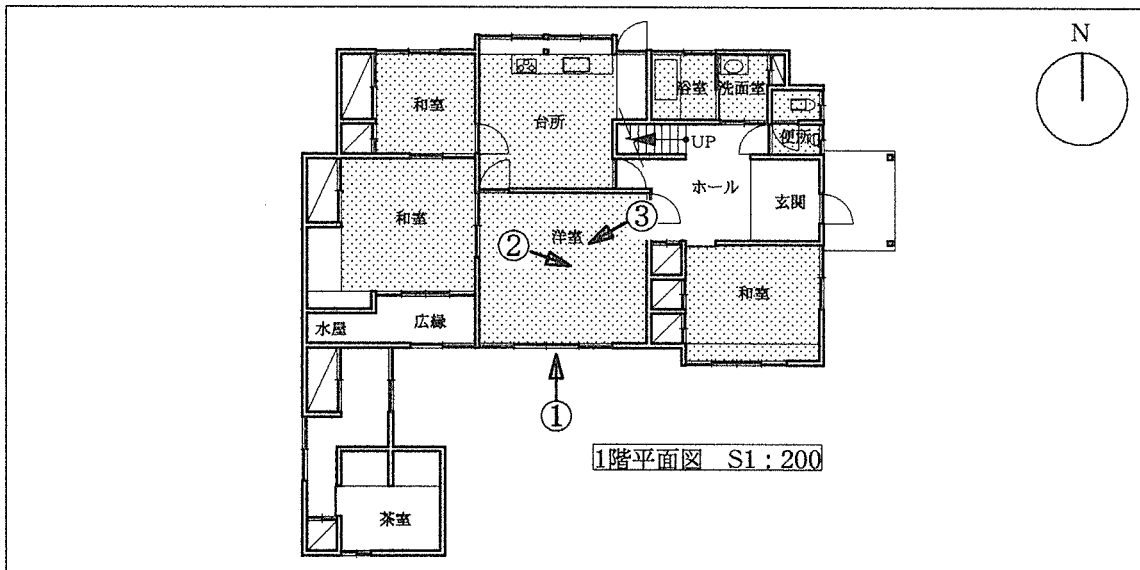 N
和室
台所
浴室
洗面室
便所
UP
ホール
玄関
和室
洋室
③
②
和室
水屋
広縁
①
1階平面図 S1：200
茶室